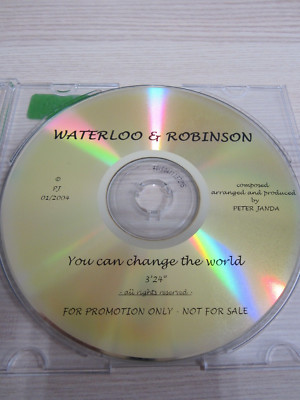 WATERLOO & ROBINSON
©
PJ
01/2004
composed
arranged and produced
by
PETER JANDA
You can change the world
3'24"
- all rights reserved -
FOR PROMOTION ONLY - NOT FOR SALE